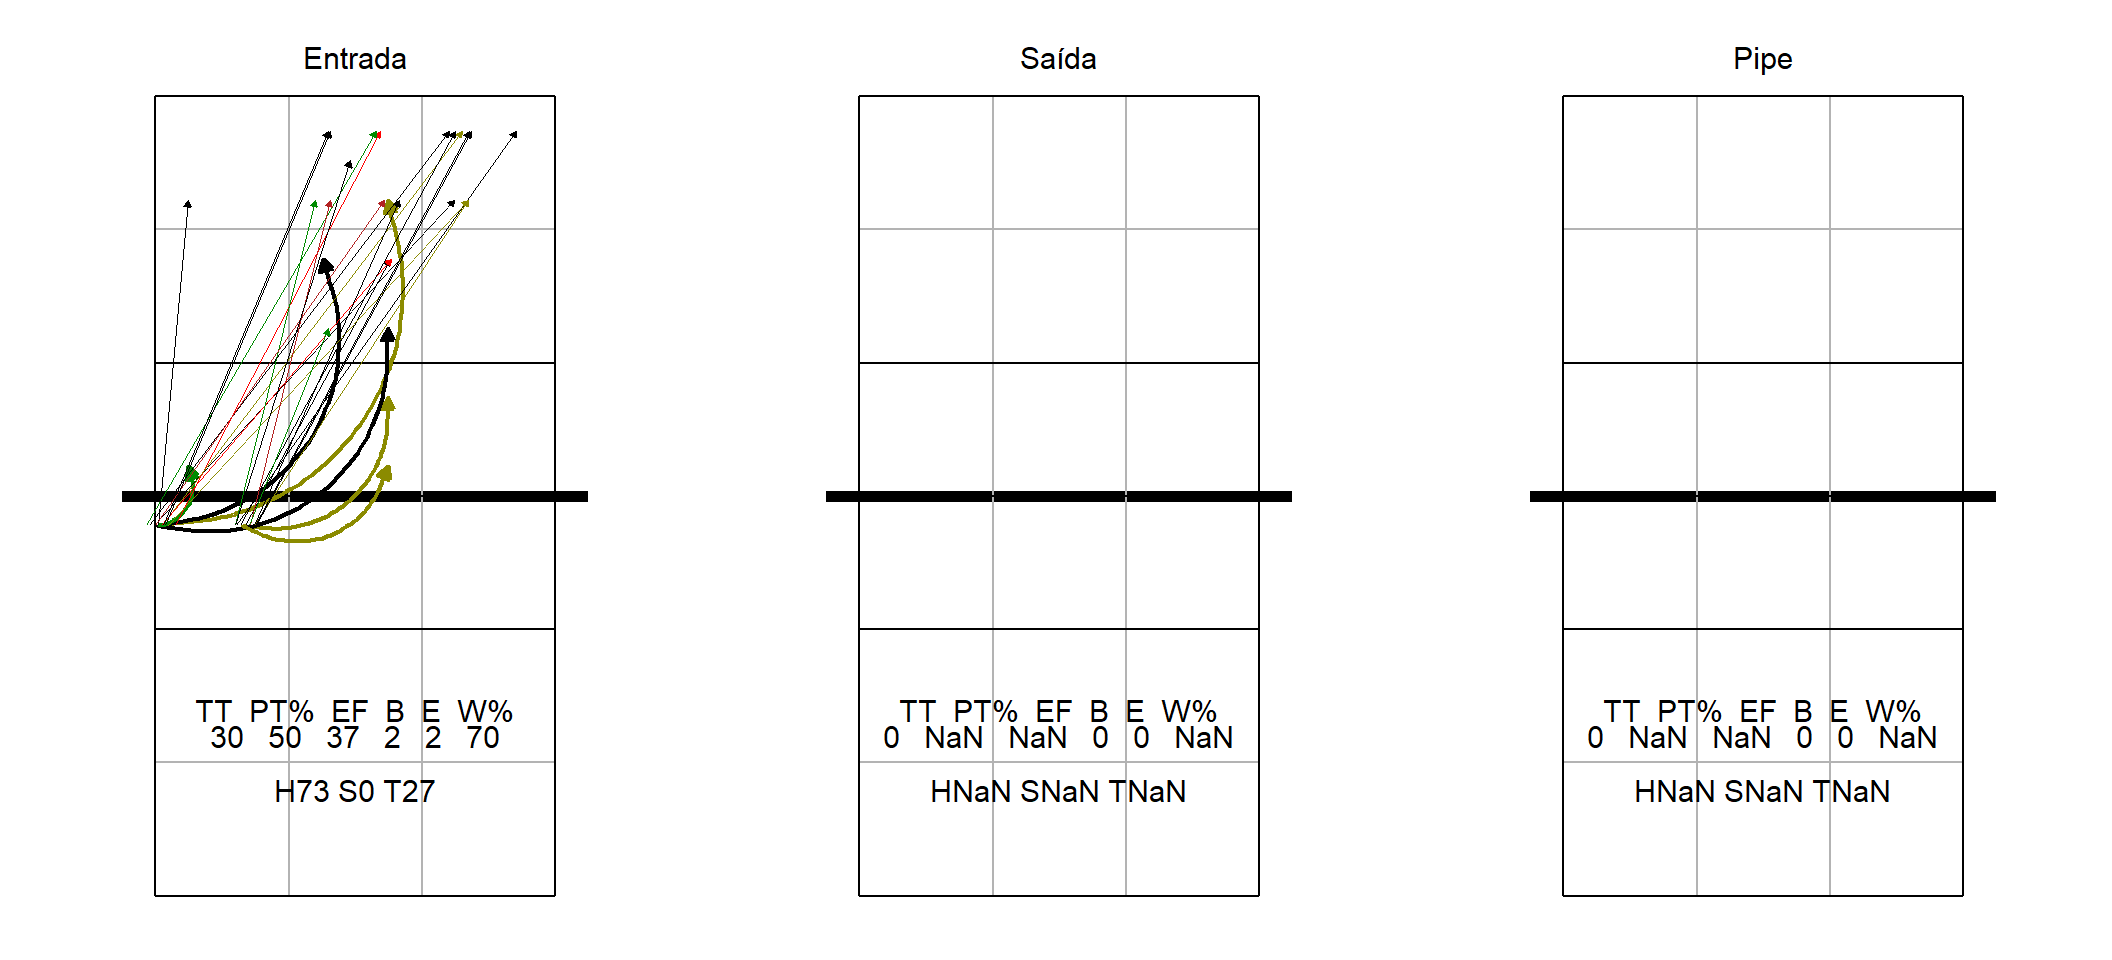 Entrada
TT PT% EF B E W%
30 50 37 2 2 70
H73 S0 T27
Saída
TT PT% EF B E W%
0 NaN NaN 0 0 NaN
HNaN SNaN TNaN
Pipe
TT PT% EF B E W%
0 NaN NaN 0 0 NaN
HNaN SNaN TNaN